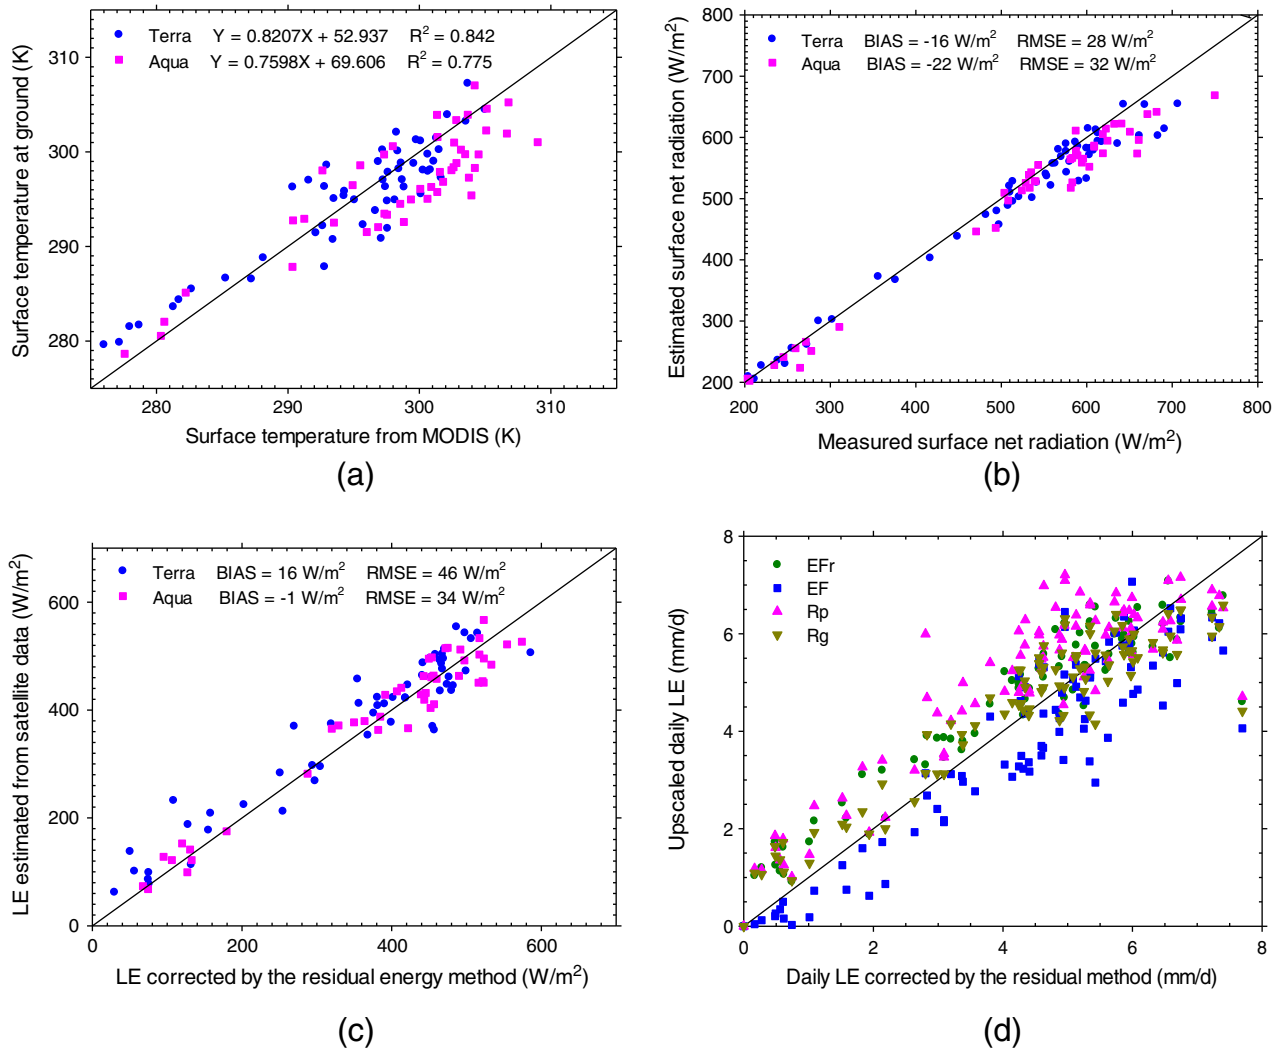 Terra Y = 0.8207X + 52.937 R² = 0.842
Aqua Y = 0.7598X + 69.606 R² = 0.775
Surface temperature at ground (K)
310
300
290
280
280 290 300 310
Surface temperature from MODIS (K)
(a)
Terra BIAS = -16 W/m² RMSE = 28 W/m²
Aqua BIAS = -22 W/m² RMSE = 32 W/m²
Estimated surface net radiation (W/m²)
800
700
600
500
400
300
200
200 300 400 500 600 700 800
Measured surface net radiation (W/m²)
(b)
Terra BIAS = 16 W/m² RMSE = 46 W/m²
Aqua BIAS = -1 W/m² RMSE = 34 W/m²
LE estimated from satellite data (W/m²)
600
400
200
0
0 200 400 600
LE corrected by the residual energy method (W/m²)
(c)
EFr
EF
Rp
Rg
Upscaled daily LE (mm/d)
8
6
4
2
0
0 2 4 6 8
Daily LE corrected by the residual method (mm/d)
(d)